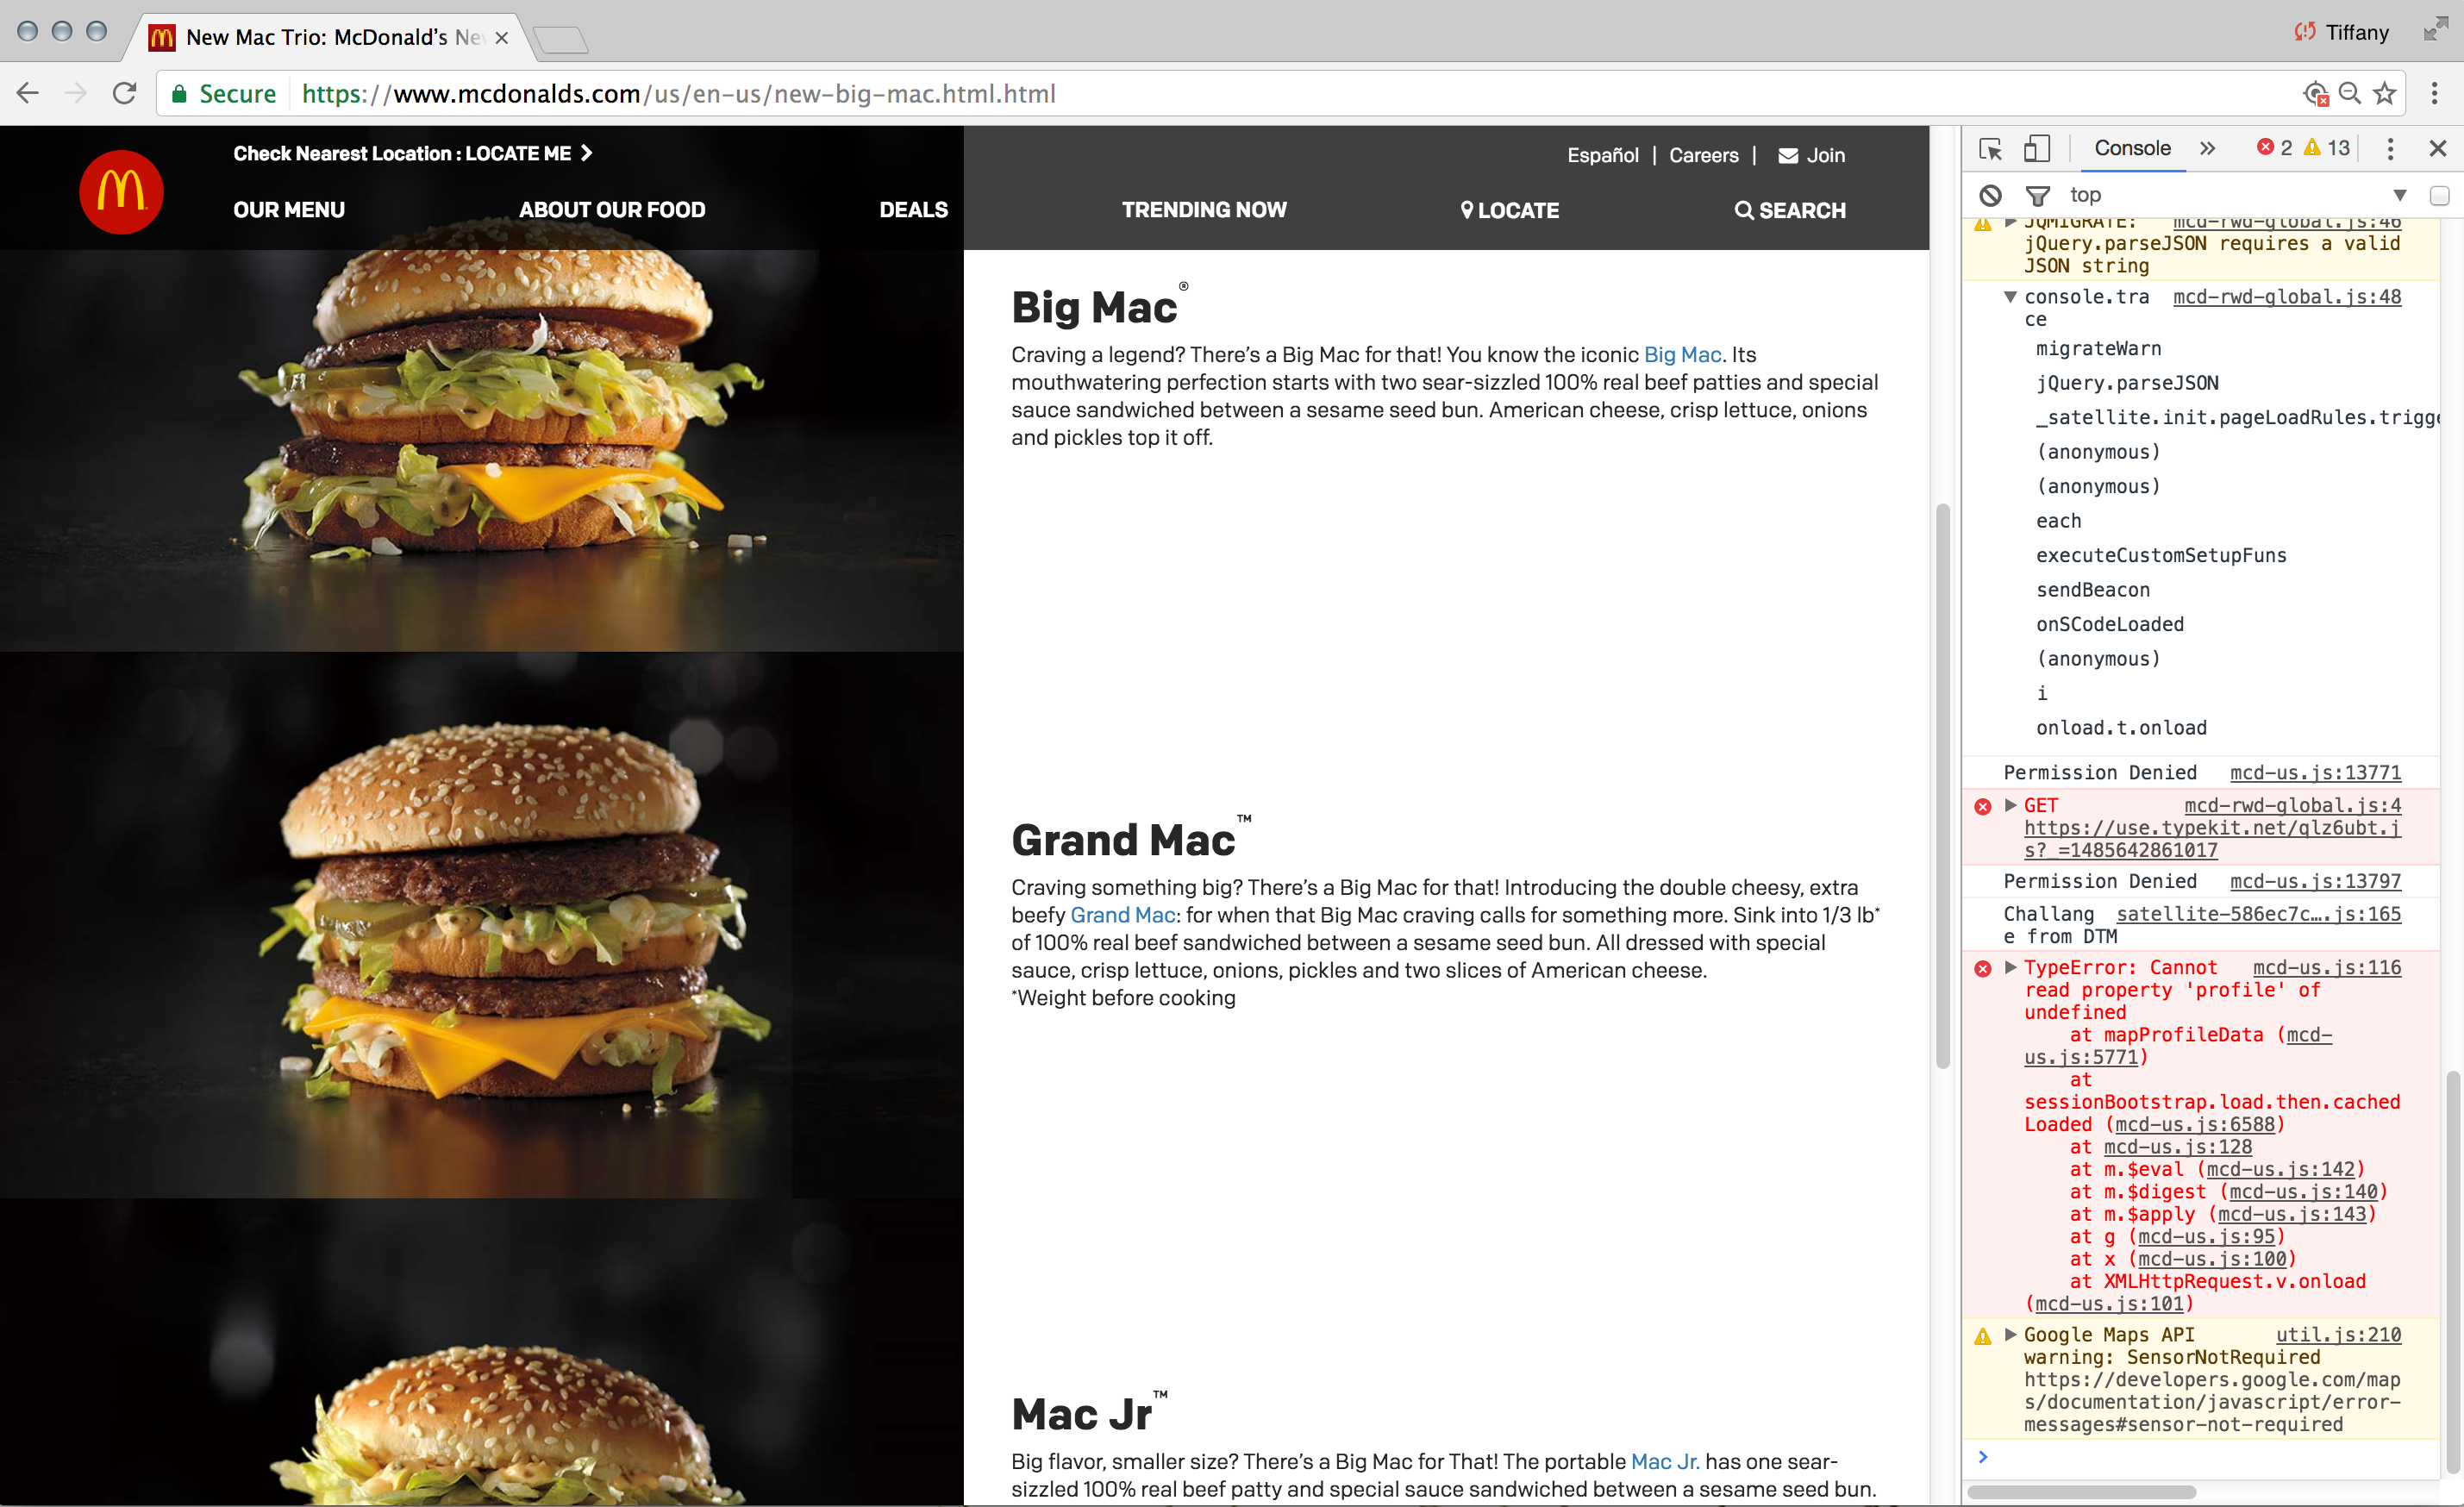 New Mac Trio: McDonald's Ne
Tiffany
Secure
https://www.mcdonalds.com/us/en-us/new-big-mac.html.html
Check Nearest Location : LOCATE ME
Español | Careers | Join
OUR MENU ABOUT OUR FOOD DEALS TRENDING NOW LOCATE SEARCH
Big Mac®
Craving a legend? There's a Big Mac for that! You know the iconic Big Mac. Its
mouthwatering perfection starts with two sear-sizzled 100% real beef patties and special
sauce sandwiched between a sesame seed bun. American cheese, crisp lettuce, onions
and pickles top it off.
Grand Mac™
Craving something big? There's a Big Mac for that! Introducing the double cheesy, extra
beefy Grand Mac: for when that Big Mac craving calls for something more. Sink into 1/3 lb*
of 100% real beef sandwiched between a sesame seed bun. All dressed with special
sauce, crisp lettuce, onions, pickles and two slices of American cheese.
*Weight before cooking
Mac Jr™
Big flavor, smaller size? There's a Big Mac for That! The portable Mac Jr. has one sear-
sizzled 100% real beef patty and special sauce sandwiched between a sesame seed bun.
Console » 2 13
top
JQMIGRATE: mcd-rwd-global.js:46
jQuery.parseJSON requires a valid
JSON string
console.tra mcd-rwd-global.js:48
ce
migrateWarn
jQuery.parseJSON
_satellite.init.pageLoadRules.trigge
(anonymous)
(anonymous)
each
executeCustomSetupFuns
sendBeacon
onSCodeLoaded
(anonymous)
i
onload.t.onload
Permission Denied mcd-us.js:13771
GET mcd-rwd-global.js:4
https://use.typekit.net/qlz6ubt.j
s?_=1485642861017
Permission Denied mcd-us.js:13797
Challang satellite-586ec7c….js:165
e from DTM
TypeError: Cannot mcd-us.js:116
read property 'profile' of
undefined
at mapProfileData (mcd-
us.js:5771)
at
sessionBootstrap.load.then.cached
Loaded (mcd-us.js:6588)
at mcd-us.js:128
at m.$eval (mcd-us.js:142)
at m.$digest (mcd-us.js:140)
at m.$apply (mcd-us.js:143)
at g (mcd-us.js:95)
at x (mcd-us.js:100)
at XMLHttpRequest.v.onload
(mcd-us.js:101)
Google Maps API util.js:210
warning: SensorNotRequired
https://developers.google.com/map
s/documentation/javascript/error-
messages#sensor-not-required